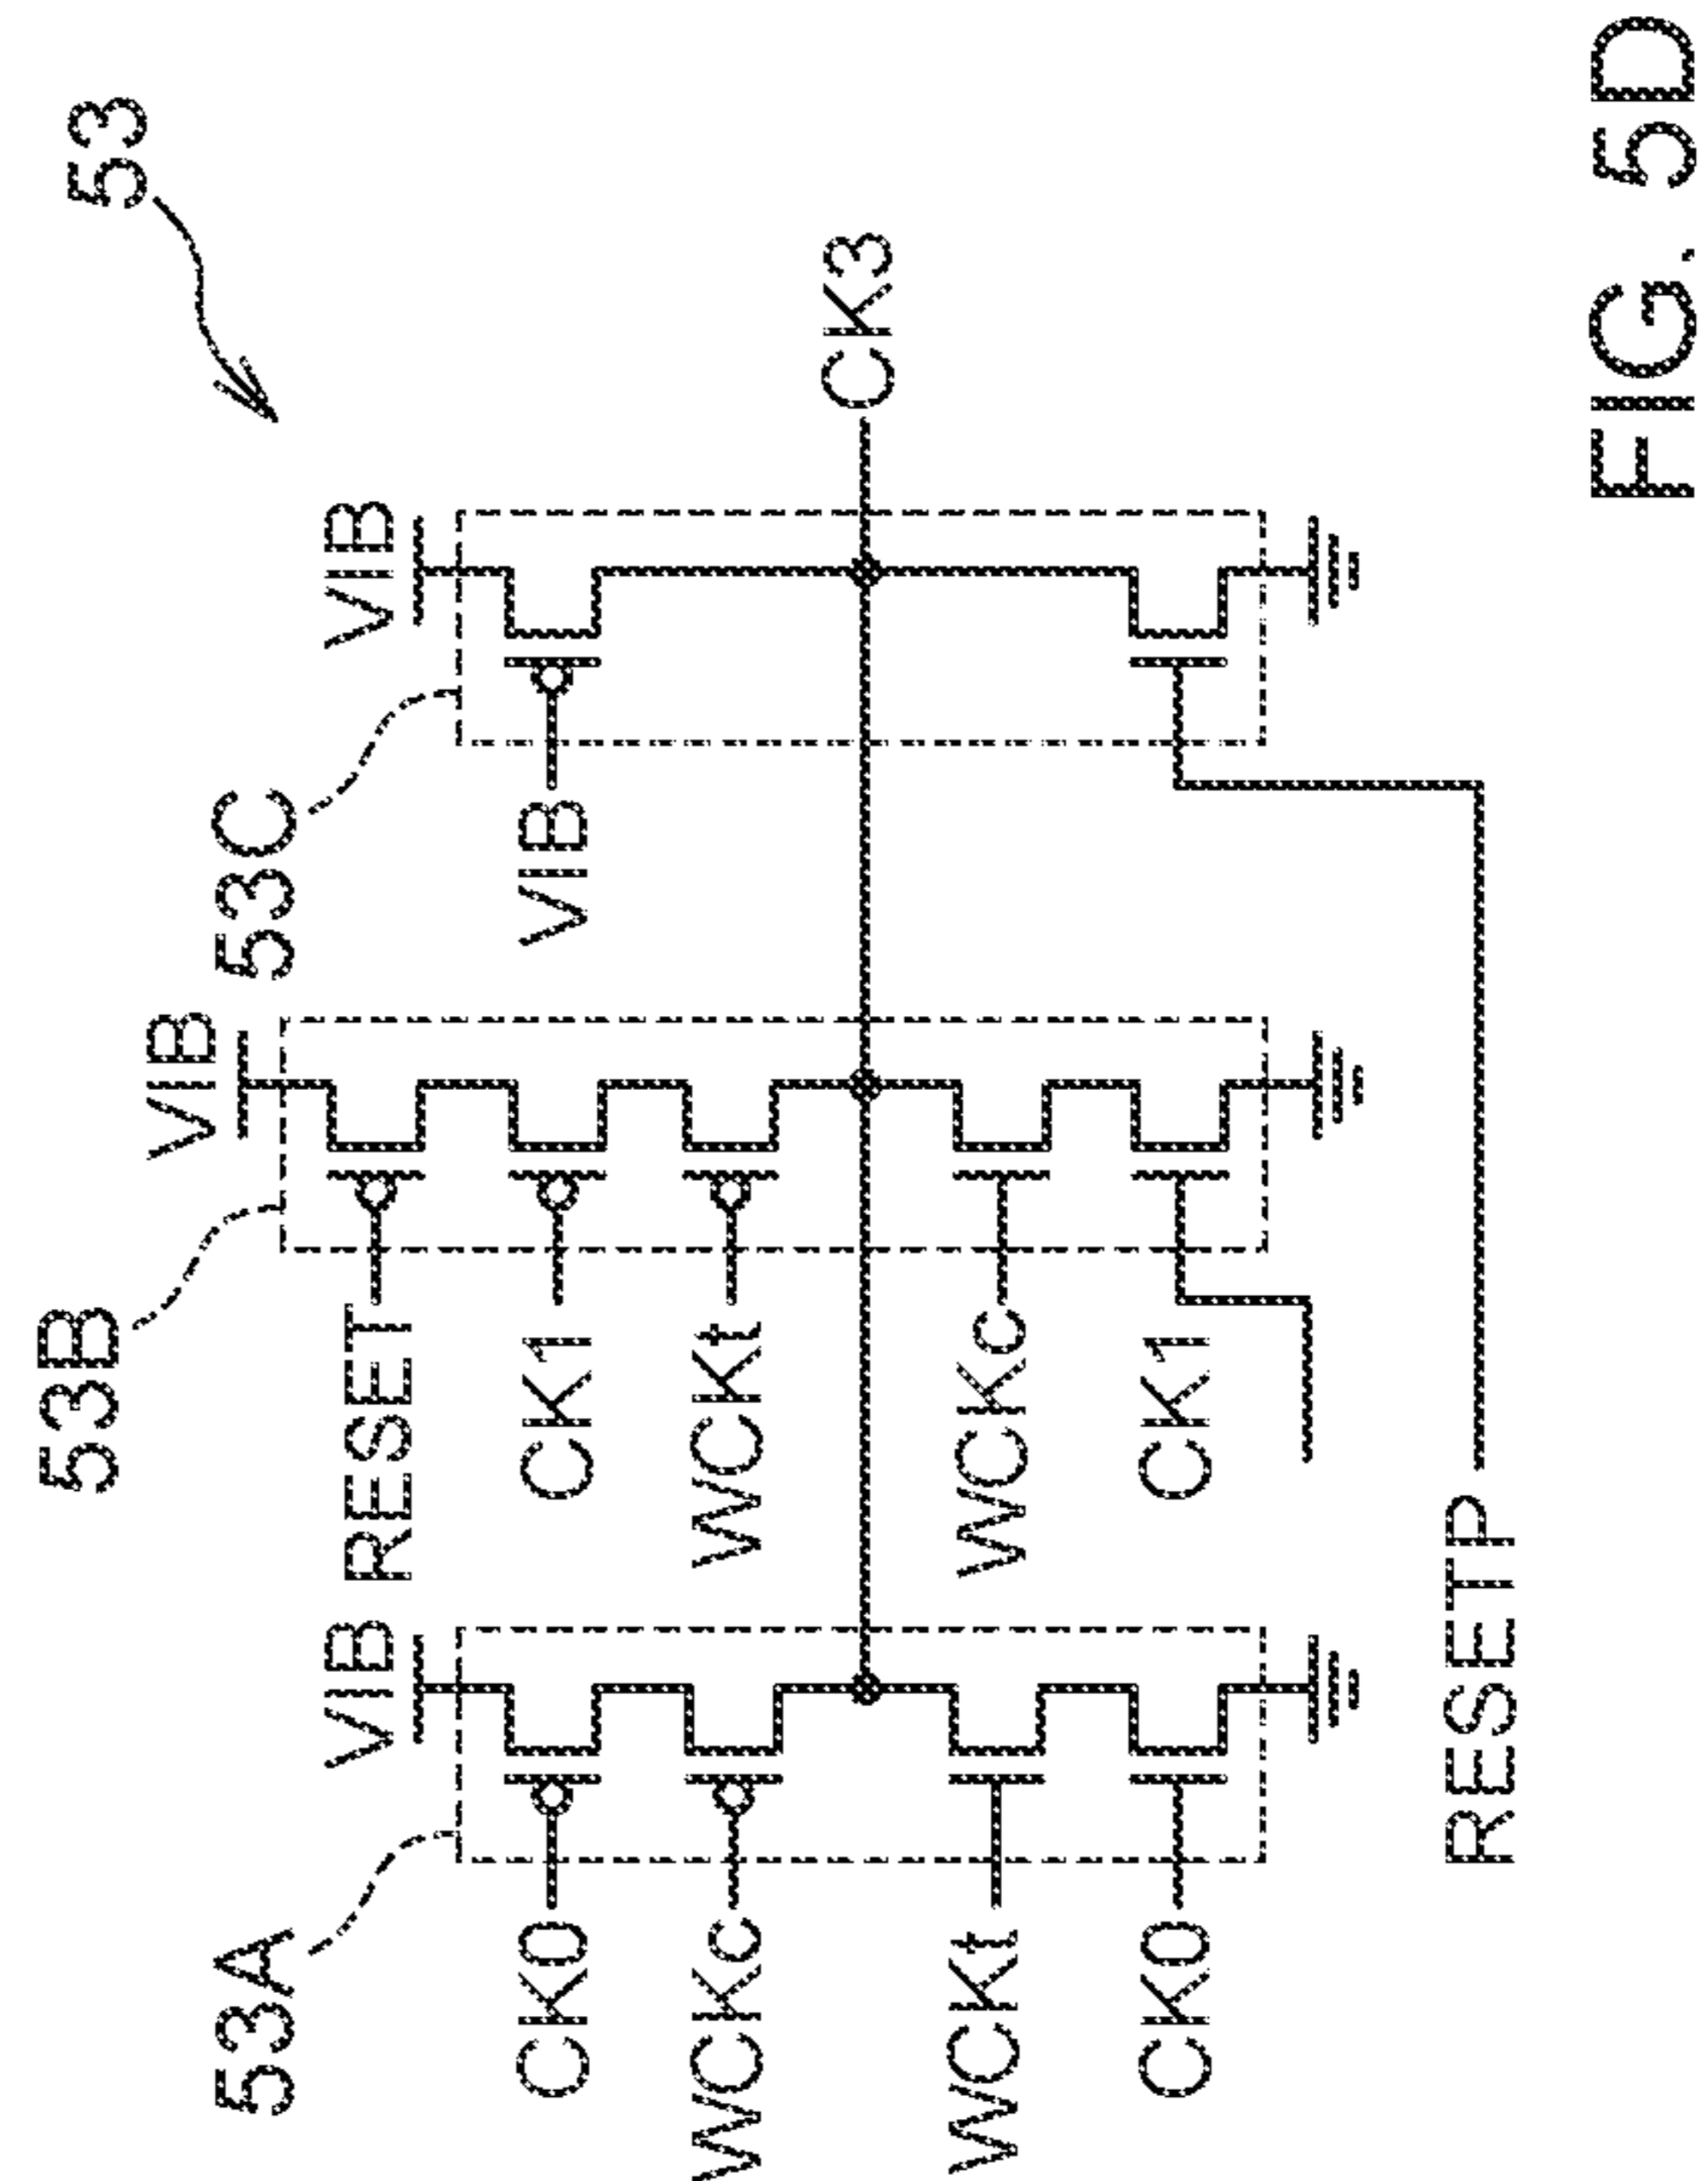 53
53A
VIB
CK0
WCKc
WCKt
CK0
53B
VIB
RESET
CK1
WCKt
WCKc
CK1
53C
VIB
VIB
CK3
RESETP
FIG. 5D